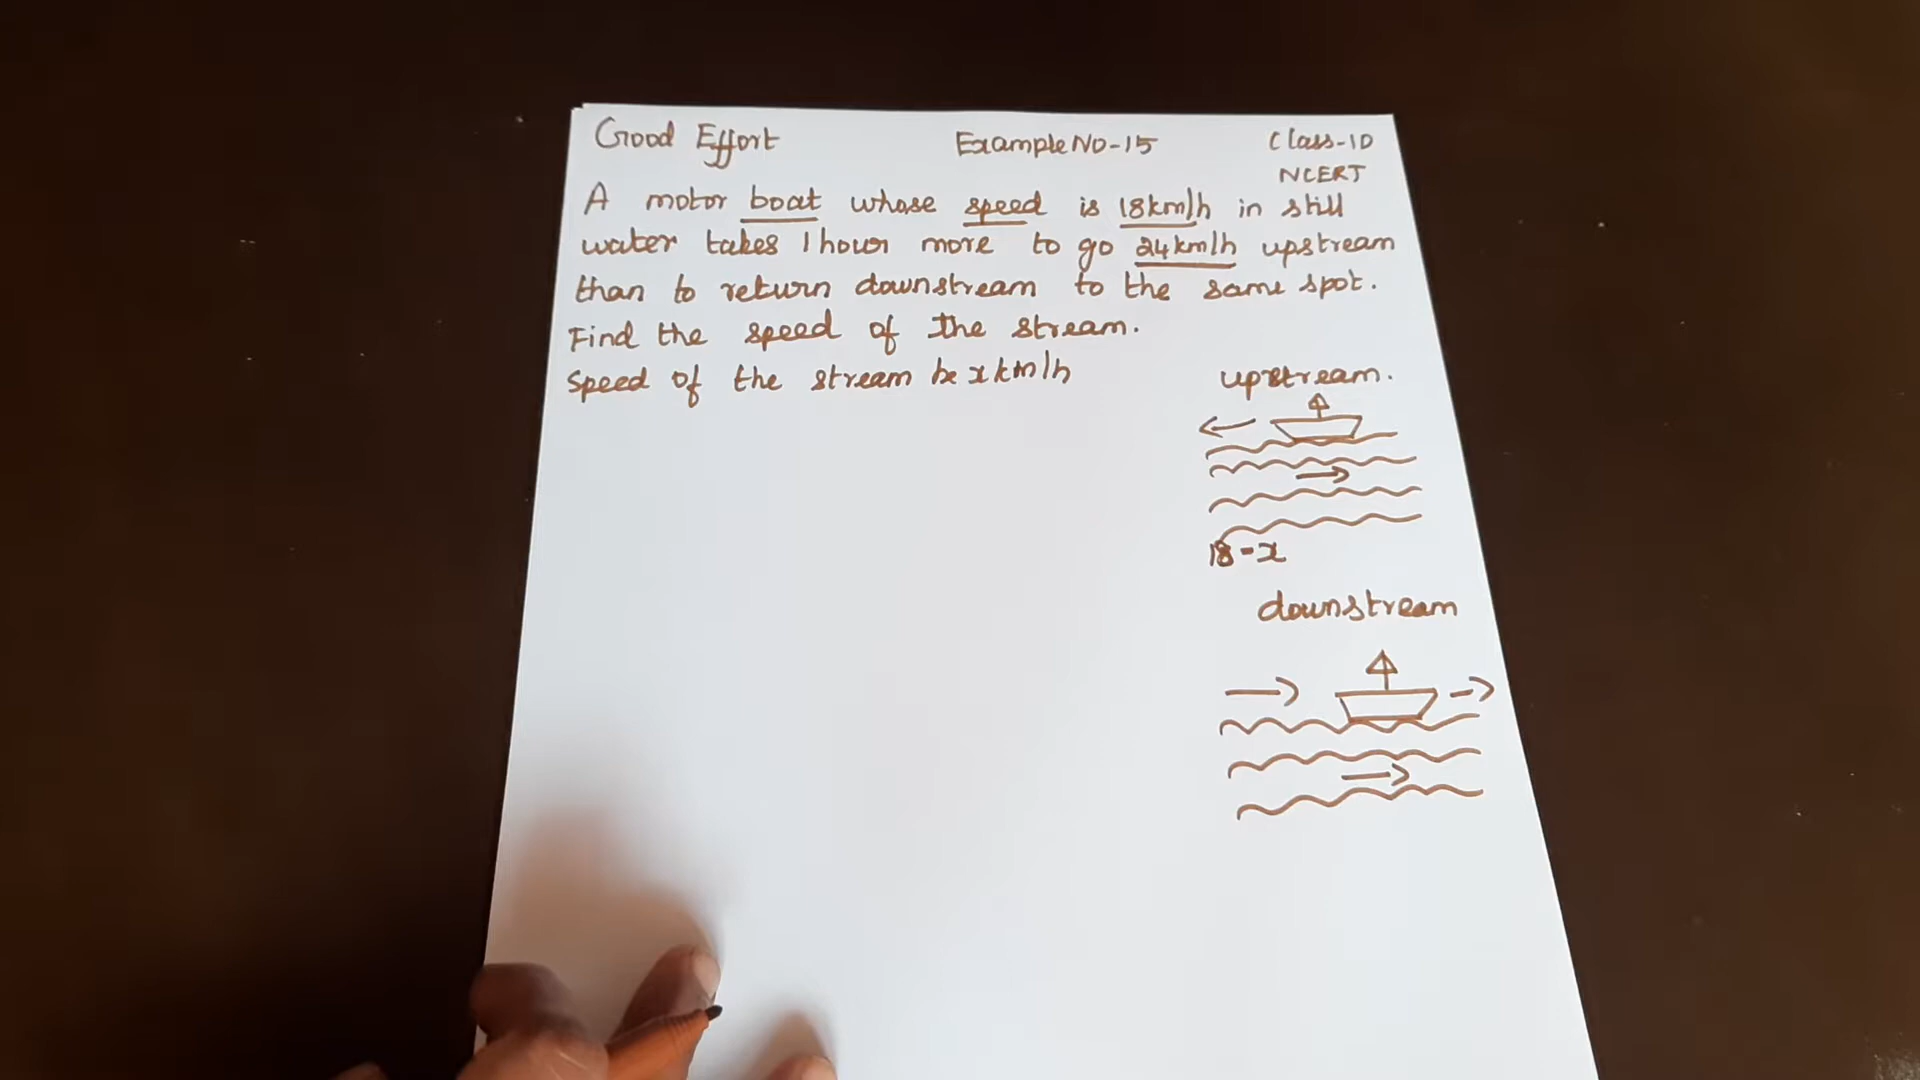 Good Effort
Example NO-15
Class-10
NCERT
A motor boat whose speed is 18km/h in still
water takes 1 hour more to go 24km/h upstream
than to return downstream to the same spot.
Find the speed of the stream.
Speed of the stream be x km/h
upstream.
18-x
downstream